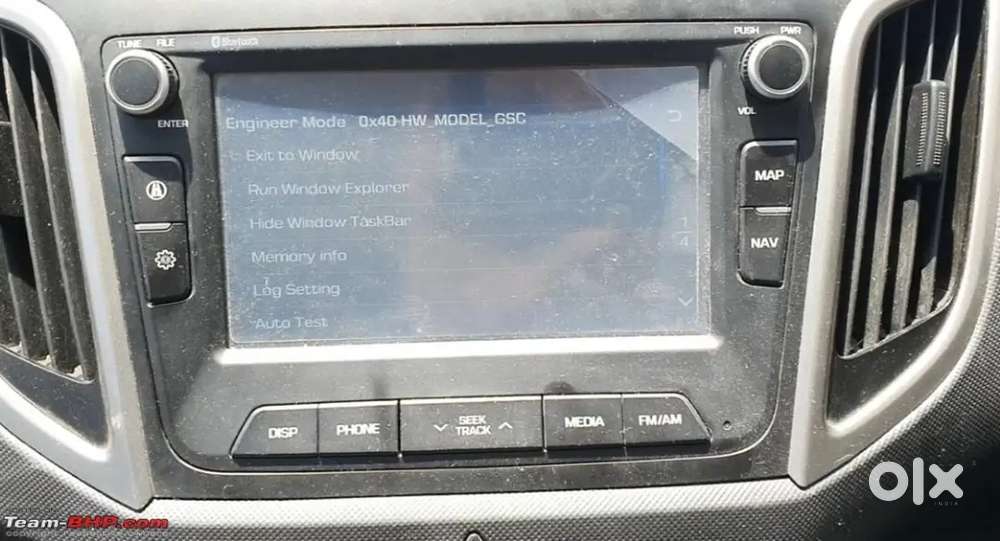 TUNE FILE
Bluetooth
PUSH PWR
ENTER
VOL
Engineer Mode 0x40 HW_MODEL_GSC
Exit to Window
Run Window Explorer
Hide Window TaskBar
Memory info
Log Setting
Auto Test
1
4
MAP
NAV
DISP
PHONE
SEEK
TRACK
MEDIA
FM/AM
olx
INDIA
Team-BHP.com